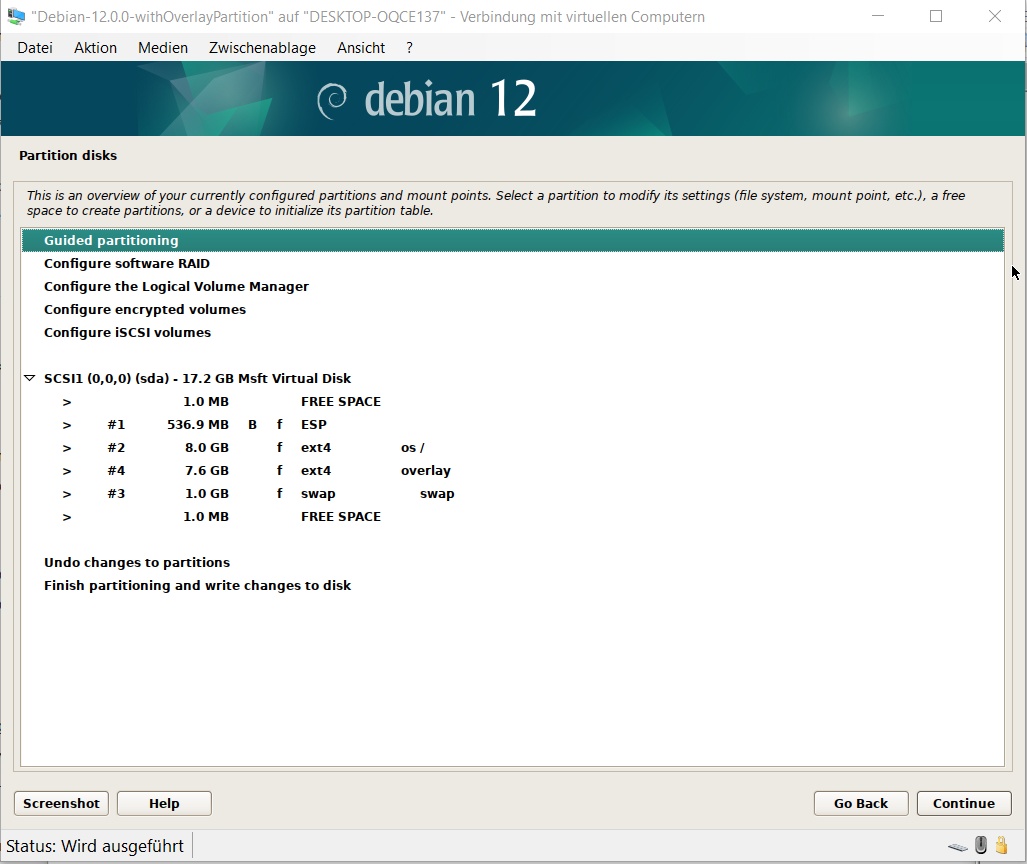 "Debian-12.0.0-withOverlayPartition" auf "DESKTOP-OQCE137" - Verbindung mit virtuellen Computern
Datei Aktion Medien Zwischenablage Ansicht ?
debian 12
Partition disks
This is an overview of your currently configured partitions and mount points. Select a partition to modify its settings (file system, mount point, etc.), a free
space to create partitions, or a device to initialize its partition table.
Guided partitioning
Configure software RAID
Configure the Logical Volume Manager
Configure encrypted volumes
Configure iSCSI volumes
SCSI1 (0,0,0) (sda) - 17.2 GB Msft Virtual Disk
> 1.0 MB FREE SPACE
> #1 536.9 MB B f ESP
> #2 8.0 GB f ext4 os /
> #4 7.6 GB f ext4 overlay
> #3 1.0 GB f swap swap
> 1.0 MB FREE SPACE
Undo changes to partitions
Finish partitioning and write changes to disk
Screenshot Help Go Back Continue
Status: Wird ausgeführt